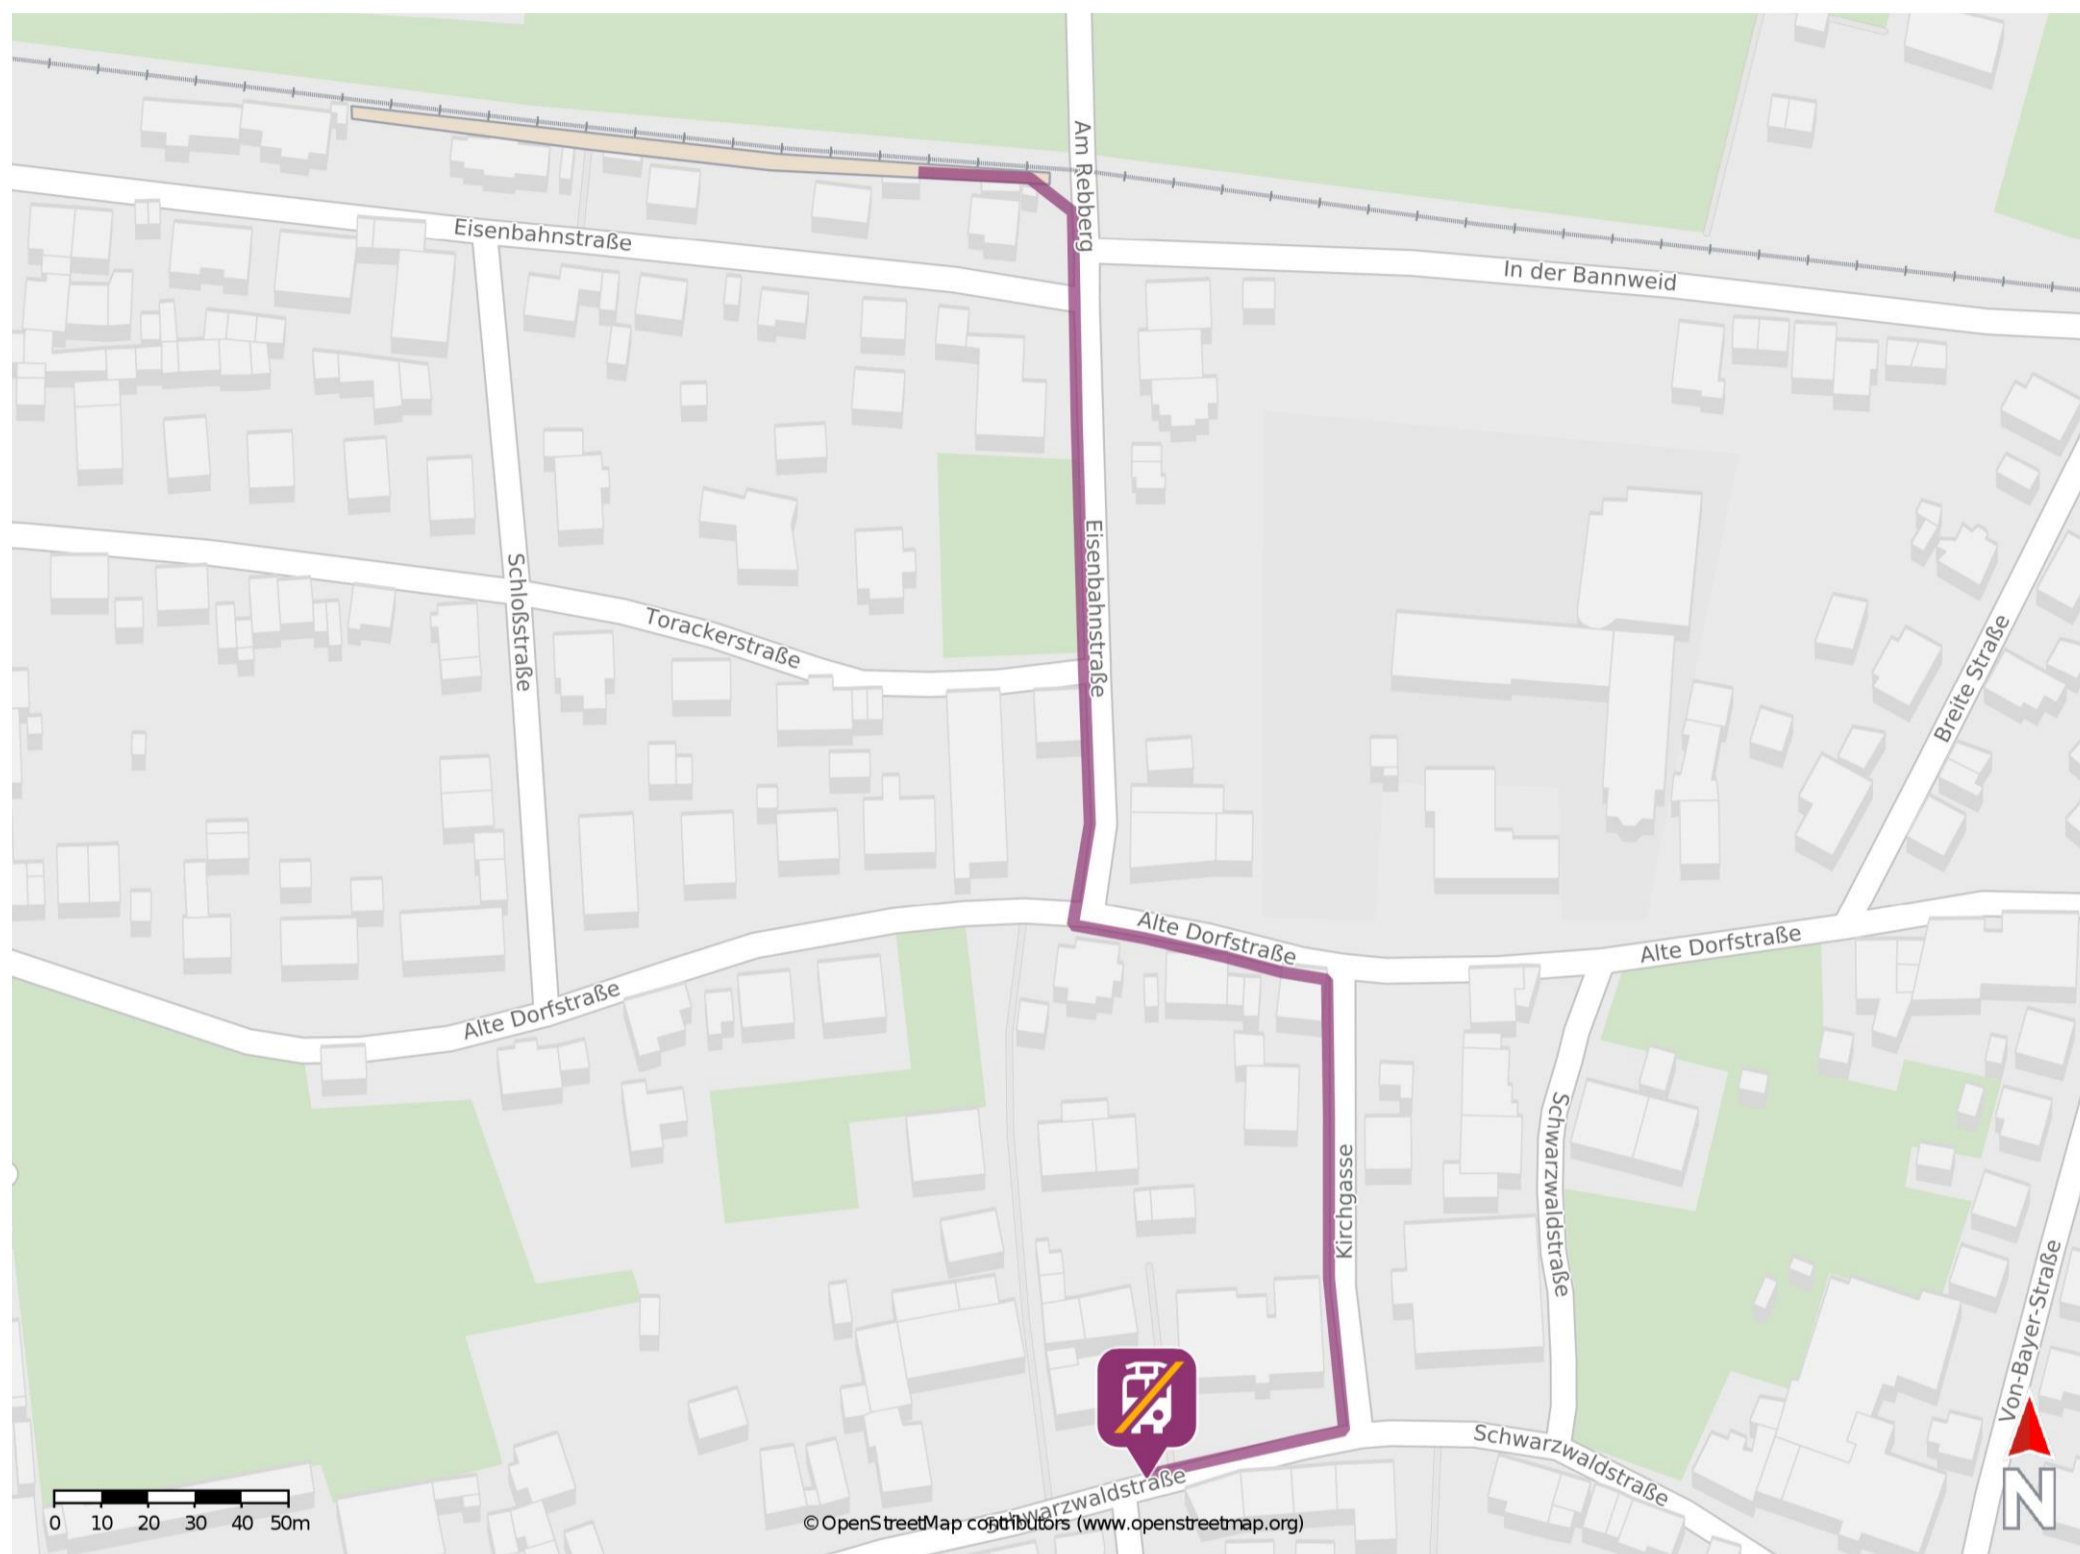 Am Rebberg
Eisenbahnstraße
In der Bannweid
Eisenbahnstraße
Schloßstraße
Torackerstraße
Breite Straße
Alte Dorfstraße
Alte Dorfstraße
Alte Dorfstraße
Schwarzwaldstraße
Kirchgasse
Von-Bayer-Straße
Schwarzwaldstraße
Schwarzwaldstraße
N
0 10 20 30 40 50m
©OpenStreetMap contributors (www.openstreetmap.org)